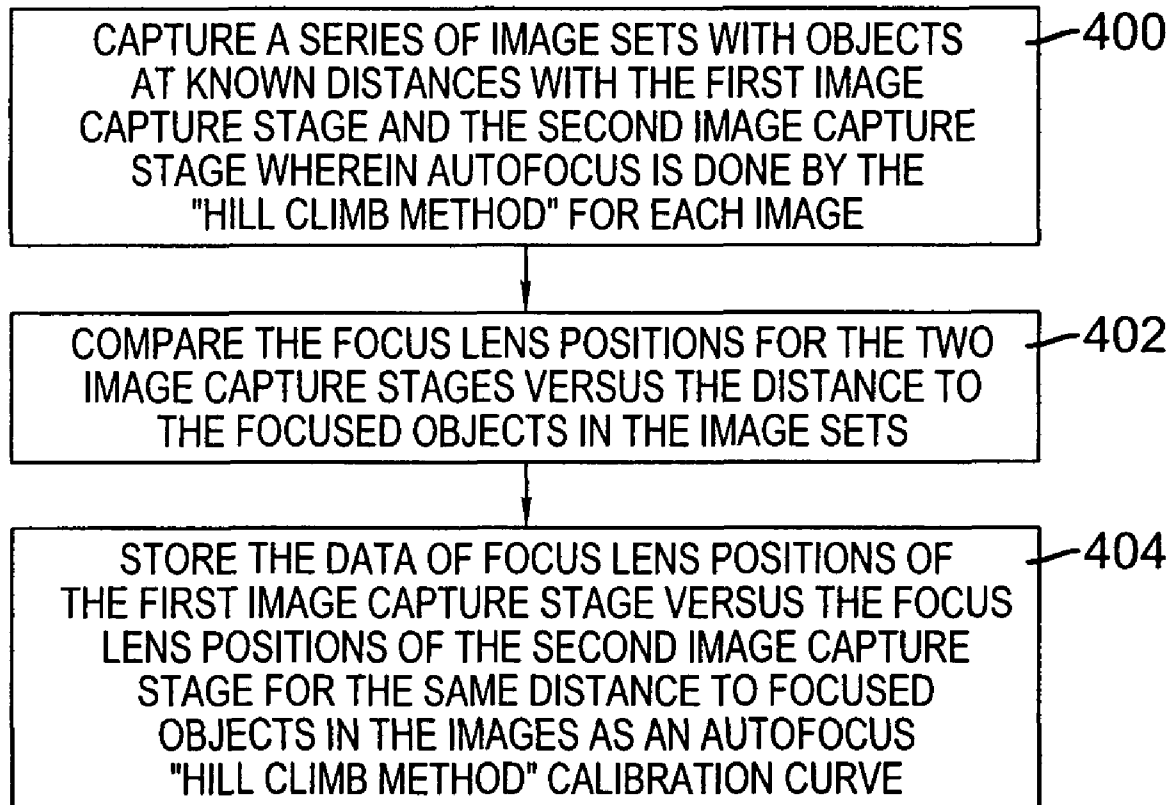 CAPTURE A SERIES OF IMAGE SETS WITH OBJECTS
AT KNOWN DISTANCES WITH THE FIRST IMAGE
CAPTURE STAGE AND THE SECOND IMAGE CAPTURE
STAGE WHEREIN AUTOFOCUS IS DONE BY THE
"HILL CLIMB METHOD" FOR EACH IMAGE
400
COMPARE THE FOCUS LENS POSITIONS FOR THE TWO
IMAGE CAPTURE STAGES VERSUS THE DISTANCE TO
THE FOCUSED OBJECTS IN THE IMAGE SETS
402
STORE THE DATA OF FOCUS LENS POSITIONS OF
THE FIRST IMAGE CAPTURE STAGE VERSUS THE FOCUS
LENS POSITIONS OF THE SECOND IMAGE CAPTURE
STAGE FOR THE SAME DISTANCE TO FOCUSED
OBJECTS IN THE IMAGES AS AN AUTOFOCUS
"HILL CLIMB METHOD" CALIBRATION CURVE
404